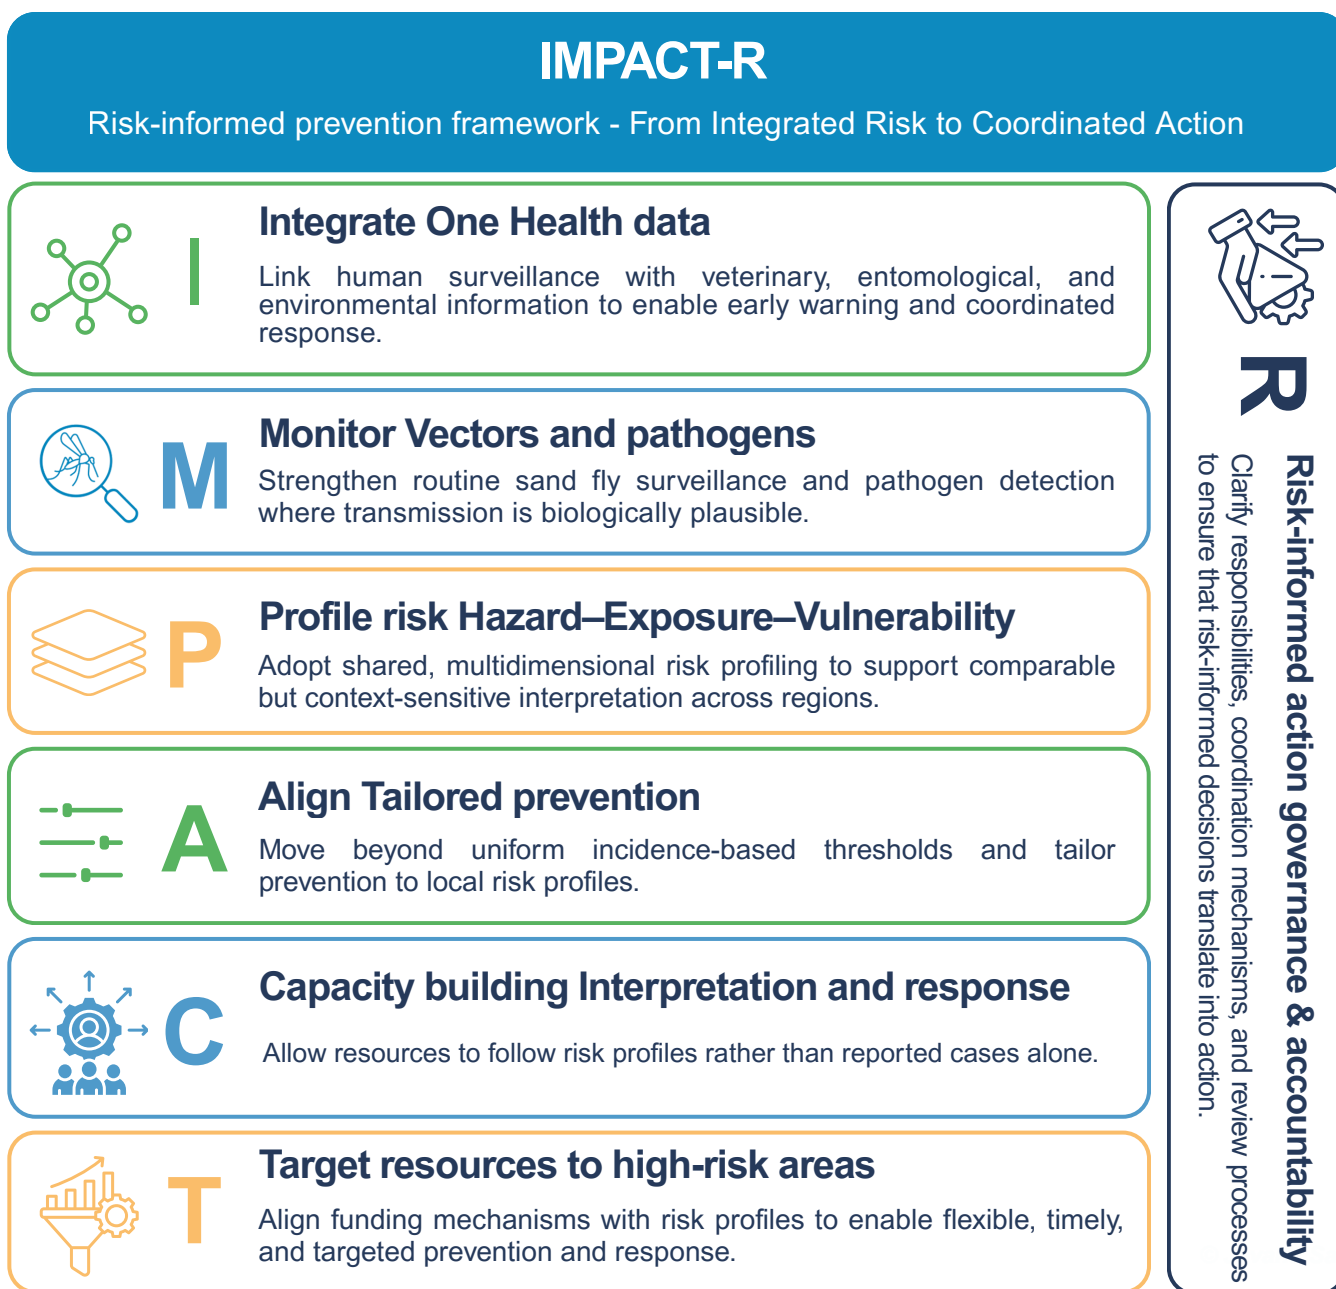 IMPACT-R
Risk-informed prevention framework - From Integrated Risk to Coordinated Action
I
Integrate One Health data
Link human surveillance with veterinary, entomological, and
environmental information to enable early warning and coordinated
response.
M
Monitor Vectors and pathogens
Strengthen routine sand fly surveillance and pathogen detection
where transmission is biologically plausible.
P
Profile risk Hazard–Exposure–Vulnerability
Adopt shared, multidimensional risk profiling to support comparable
but context-sensitive interpretation across regions.
A
Align Tailored prevention
Move beyond uniform incidence-based thresholds and tailor
prevention to local risk profiles.
C
Capacity building Interpretation and response
Allow resources to follow risk profiles rather than reported cases alone.
T
Target resources to high-risk areas
Align funding mechanisms with risk profiles to enable flexible, timely,
and targeted prevention and response.
R
Risk-informed action governance & accountability
Clarify responsibilities, coordination mechanisms, and review processes
to ensure that risk-informed decisions translate into action.